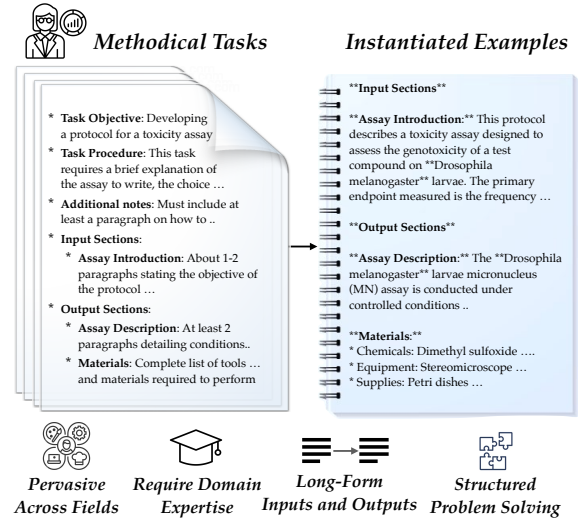 Methodical Tasks
* Task Objective: Developing
a protocol for a toxicity assay
* Task Procedure: This task
requires a brief explanation of
the assay to write, the choice …
* Additional notes: Must include
at least a paragraph on how to ..
* Input Sections:
* Assay Introduction: About 1-2
paragraphs stating the objective of
the protocol …
* Output Sections:
* Assay Description: At least 2
paragraphs detailing conditions..
* Materials: Complete list of tools …
and materials required to perform
Instantiated Examples
**Input Sections**
**Assay Introduction:** This protocol
describes a toxicity assay designed to
assess the genotoxicity of a test
compound on **Drosophila
melanogaster** larvae. The primary
endpoint measured is the frequency …
**Output Sections**
**Assay Description:** The **Drosophila
melanogaster** larvae micronucleus
(MN) assay is conducted under
controlled conditions ..
**Materials:**
* Chemicals: Dimethyl sulfoxide ….
* Equipment: Stereomicroscope …
* Supplies: Petri dishes …
Pervasive
Across Fields
Require Domain
Expertise
Long-Form
Inputs and Outputs
Structured
Problem Solving